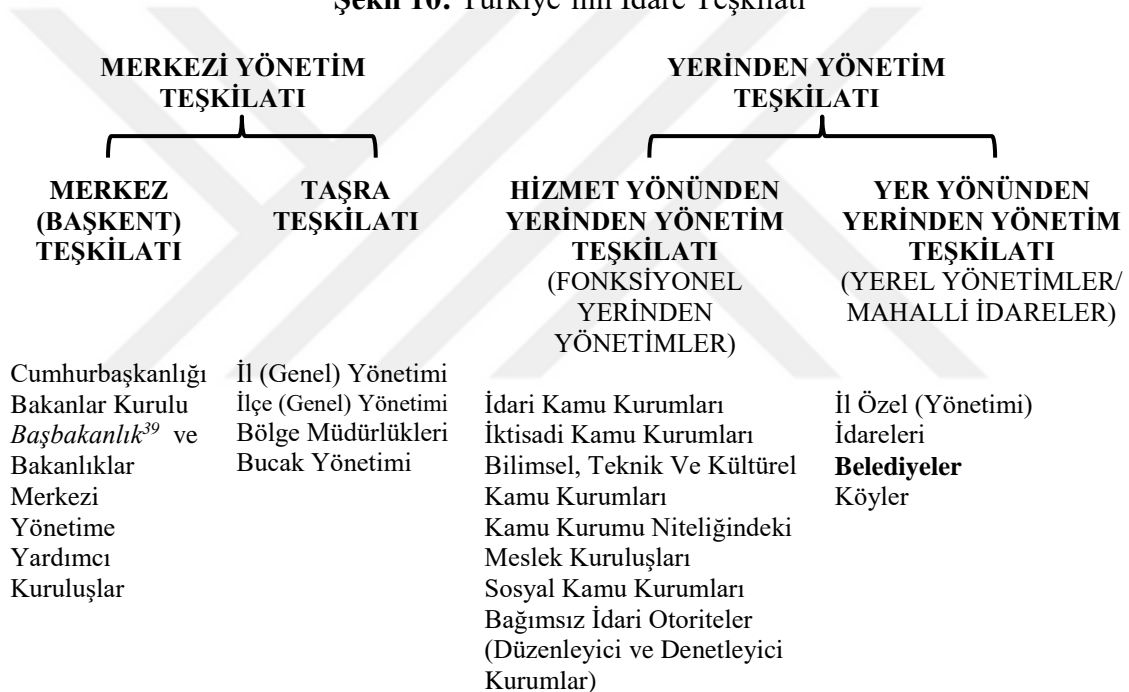 Şekil 10: Türkiye'nin İdare Teşkilatı
MERKEZİ YÖNETİM
TEŞKİLATI
YERİNDEN YÖNETİM
TEŞKİLATI
MERKEZ
(BAŞKENT)
TEŞKİLATI
TAŞRA
TEŞKİLATI
HİZMET YÖNÜNDEN
YERİNDEN YÖNETİM
TEŞKİLATI
(FONKSİYONEL
YERİNDEN
YÖNETİMLER)
YER YÖNÜNDEN
YERİNDEN YÖNETİM
TEŞKİLATI
(YEREL YÖNETİMLER/
MAHALLİ İDARELER)
Cumhurbaşkanlığı
Bakanlar Kurulu
Başbakanlık39 ve
Bakanlıklar
Merkezi
Yönetime
Yardımcı
Kuruluşlar
İl (Genel) Yönetimi
İlçe (Genel) Yönetimi
Bölge Müdürlükleri
Bucak Yönetimi
İdari Kamu Kurumları
İktisadi Kamu Kurumları
Bilimsel, Teknik Ve Kültürel
Kamu Kurumları
Kamu Kurumu Niteliğindeki
Meslek Kuruluşları
Sosyal Kamu Kurumları
Bağımsız İdari Otoriteler
(Düzenleyici ve Denetleyici
Kurumlar)
İl Özel (Yönetimi)
İdareleri
Belediyeler
Köyler